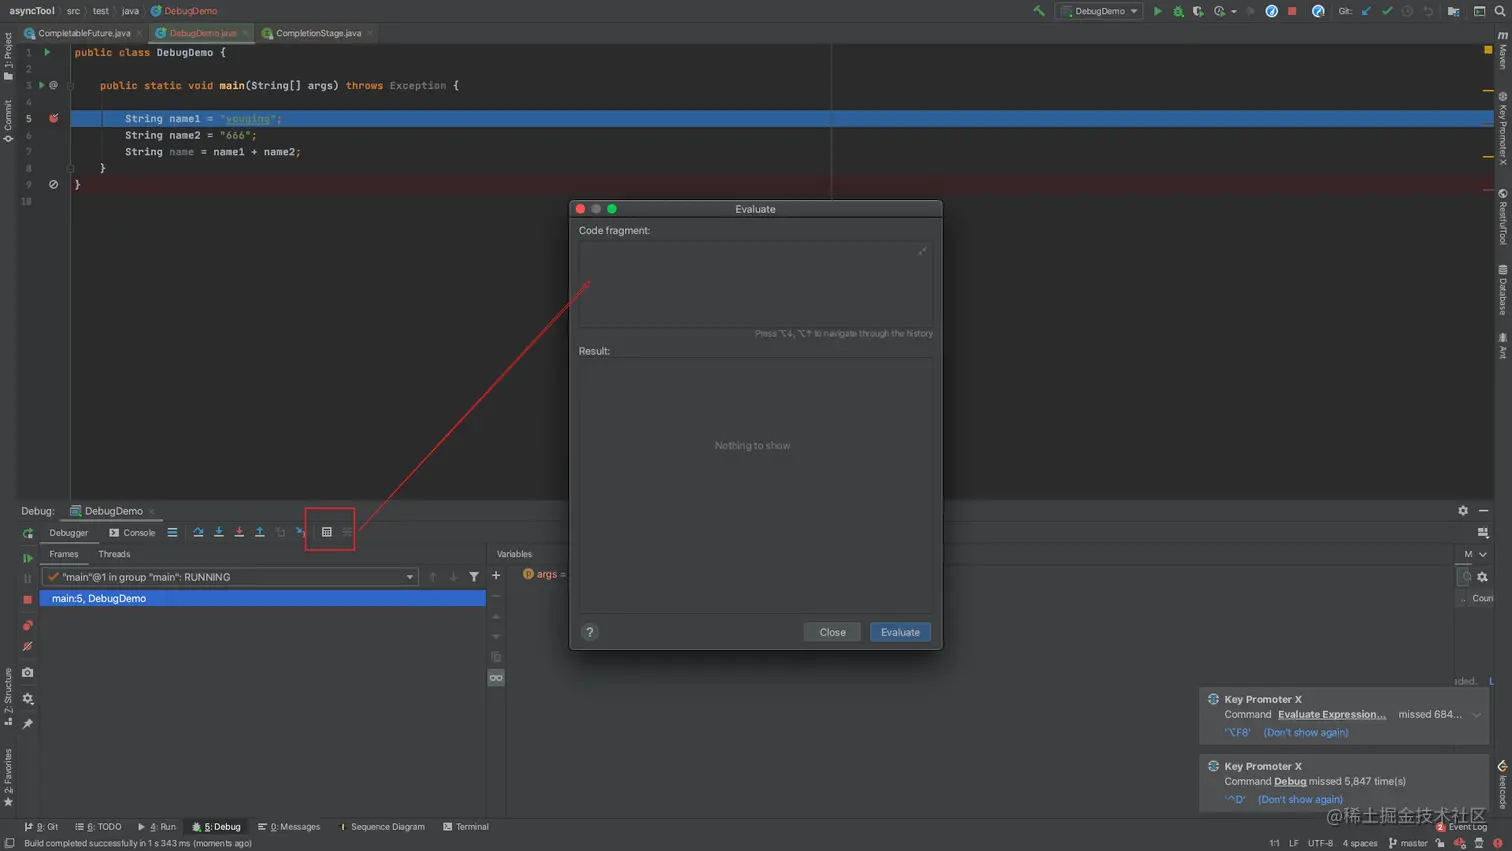 asyncTool src test java DebugDemo
DebugDemo Git:
CompletableFuture.java DebugDemo.java CompletionStage.java
1 public class DebugDemo {
2
3 @ public static void main(String[] args) throws Exception {
4
5 String name1 = "youqing";
6 String name2 = "666";
7 String name = name1 + name2;
8 }
9 }
10
1: Project
Commit
Z: Structure
2: Favorites
Maven
Key Promoter X
RestfulTool
Database
Ant
leetcode
Evaluate
Code fragment:
Press ⌥↓, ⌥↑ to navigate through the history
Result:
Nothing to show
? Close Evaluate
Debug: DebugDemo
Debugger Console
Frames Threads Variables M
"main"@1 in group "main": RUNNING
args =
main:5, DebugDemo
.. Coun
aded. L
Key Promoter X
Command Evaluate Expression... missed 684...
'⌥F8' (Don't show again)
Key Promoter X
Command Debug missed 5,847 time(s)
'^D' (Don't show again)
@稀土掘金技术社区
9: Git 6: TODO 4: Run 5: Debug 0: Messages Sequence Diagram Terminal 2 Event Log
Build completed successfully in 1 s 343 ms (moments ago) 1:1 LF UTF-8 4 spaces master